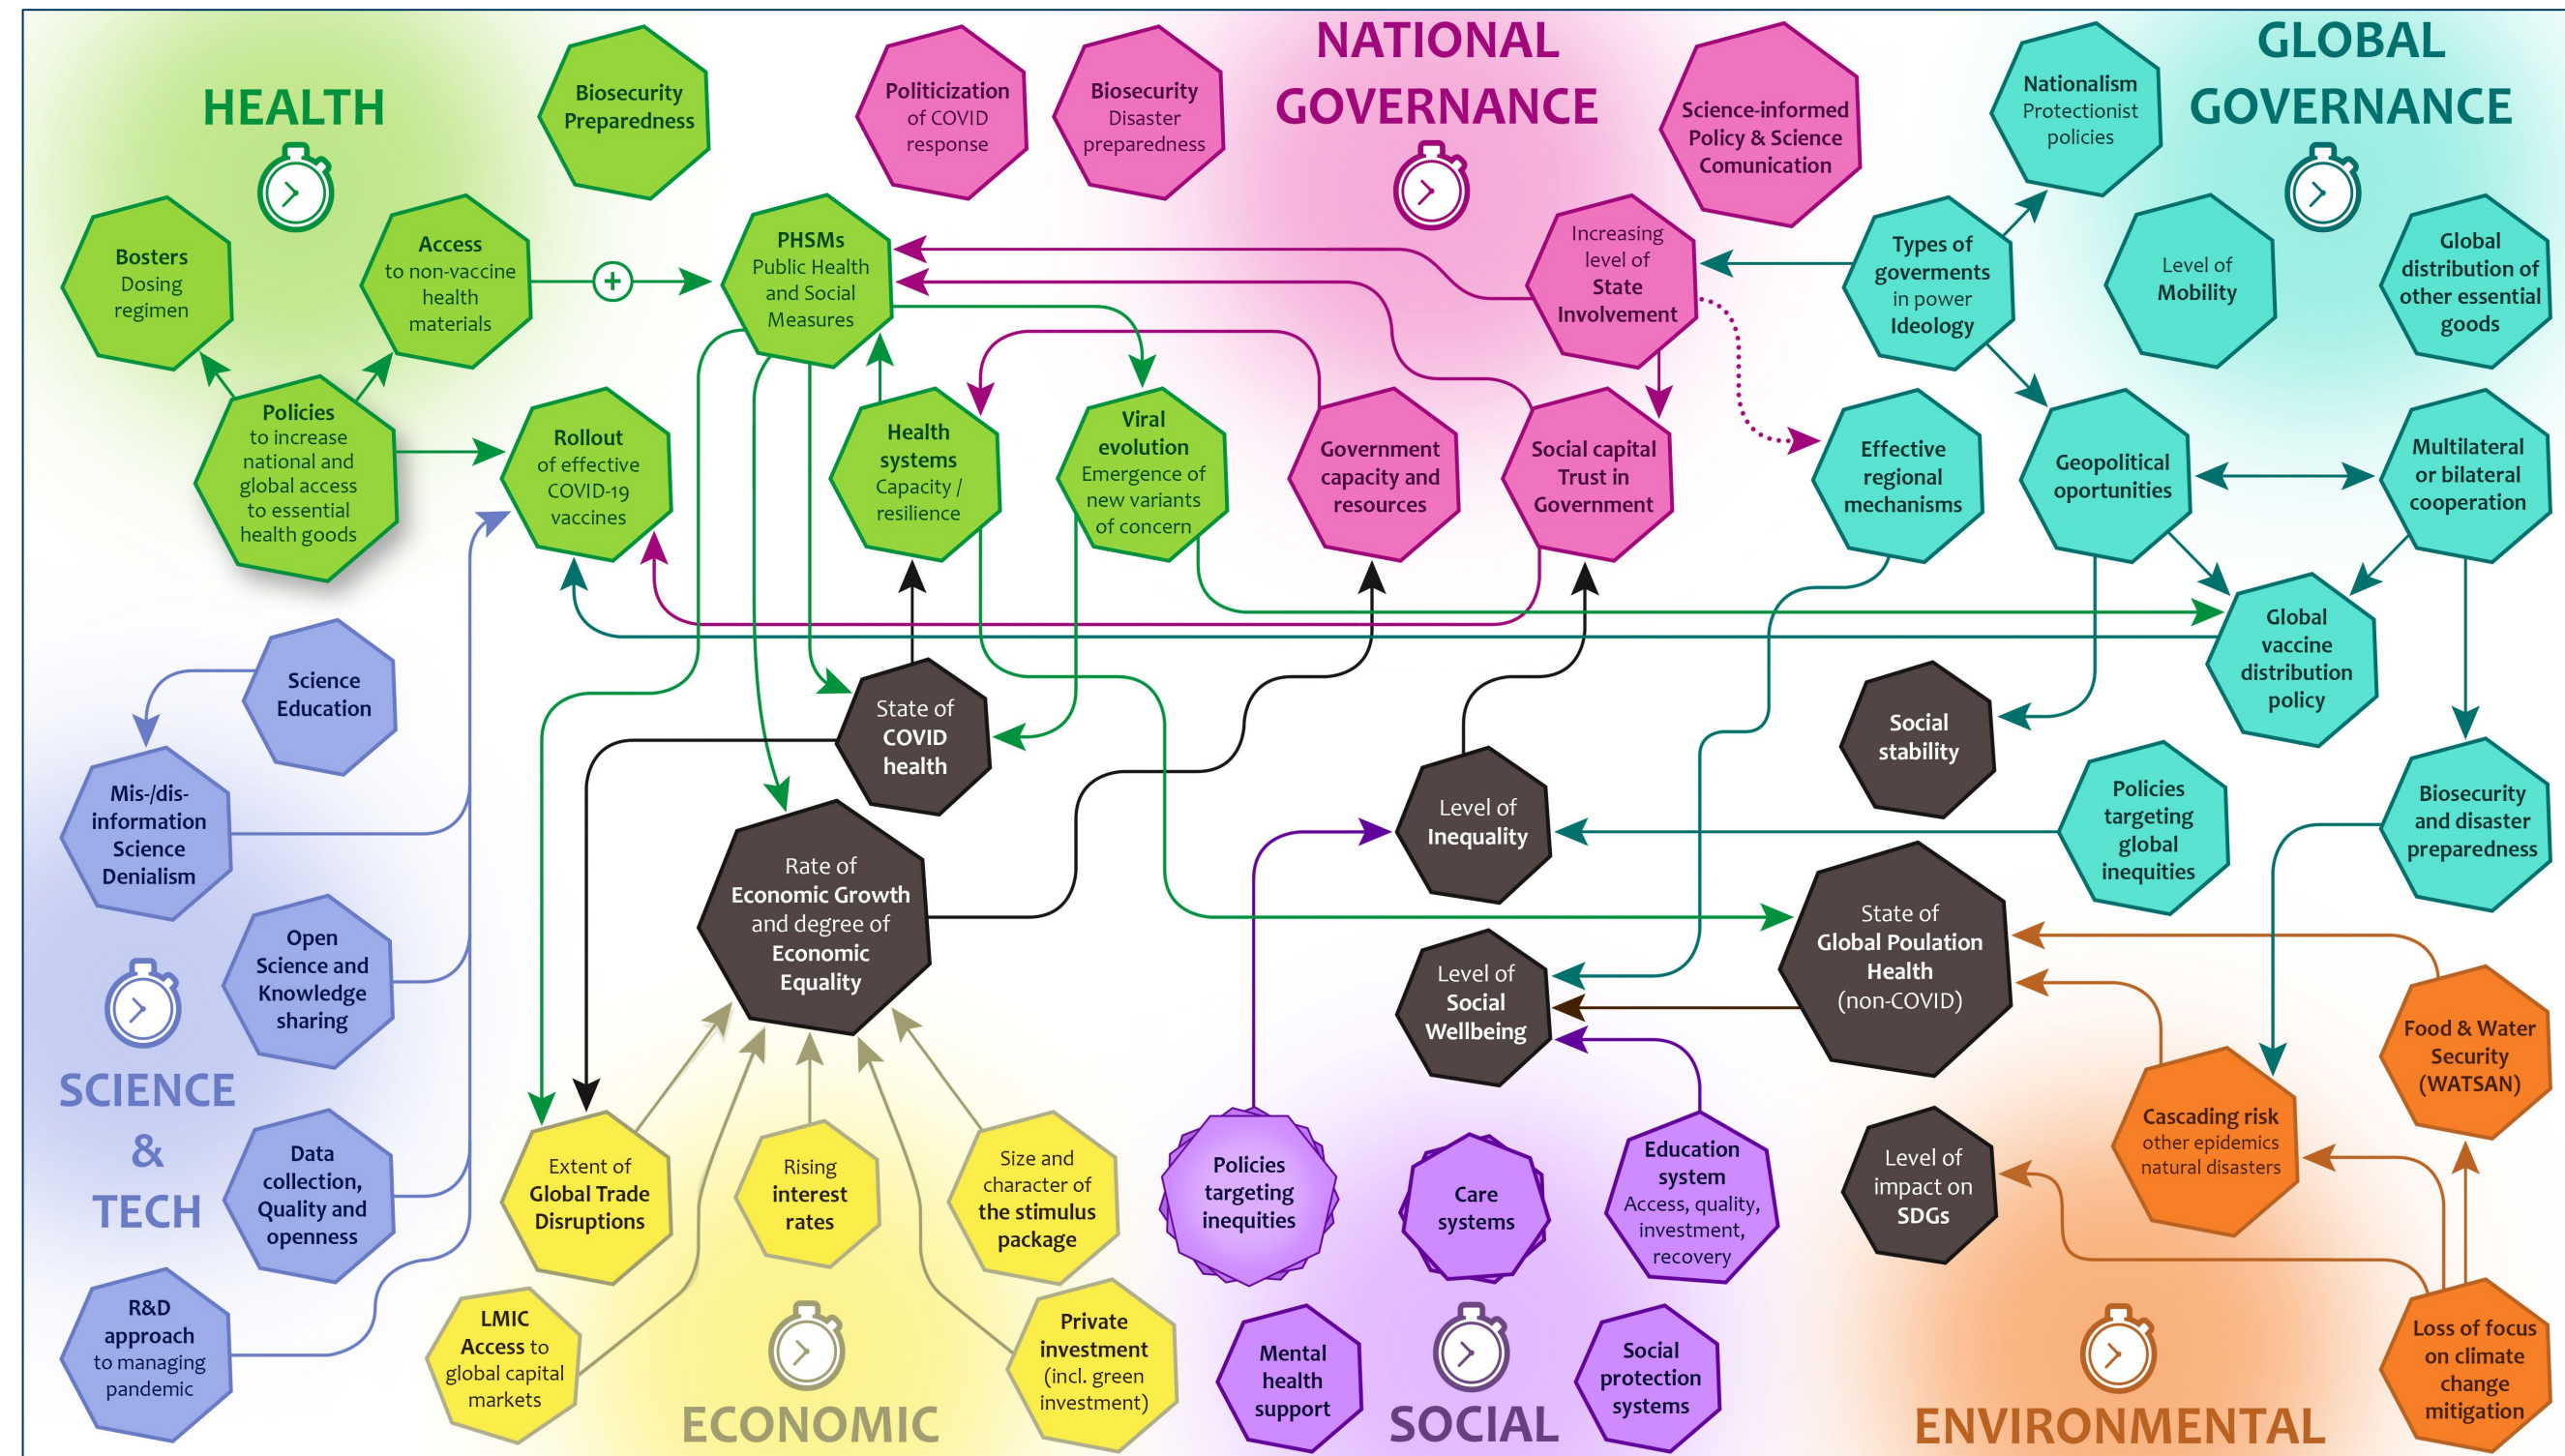 HEALTH
Biosecurity
Preparedness
Bosters
Dosing
regimen
Access
to non-vaccine
health
materials
+
PHSMs
Public Health
and Social
Measures
Policies
to increase
national and
global access
to essential
health goods
Rollout
of effective
COVID-19
vaccines
Health
systems
Capacity /
resilience
Viral
evolution
Emergence of
new variants
of concern
NATIONAL
GOVERNANCE
Politicization
of COVID
response
Biosecurity
Disaster
preparedness
Science-informed
Policy & Science
Comunication
Increasing
level of
State
Involvement
Government
capacity and
resources
Social capital
Trust in
Government
GLOBAL
GOVERNANCE
Nationalism
Protectionist
policies
Types of
goverments
in power
Ideology
Level of
Mobility
Global
distribution of
other essential
goods
Effective
regional
mechanisms
Geopolitical
oportunities
Multilateral
or bilateral
cooperation
Global
vaccine
distribution
policy
Policies
targeting
global
inequities
Biosecurity
and disaster
preparedness
Science
Education
Mis-/dis-
information
Science
Denialism
Open
Science and
Knowledge
sharing
SCIENCE
&
TECH
Data
collection,
Quality and
openness
R&D
approach
to managing
pandemic
State of
COVID
health
Rate of
Economic Growth
and degree of
Economic
Equality
Level of
Inequality
Level of
Social
Wellbeing
Social
stability
State of
Global Poulation
Health
(non-COVID)
Level of
impact on
SDGs
Extent of
Global Trade
Disruptions
Rising
interest
rates
Size and
character of
the stimulus
package
LMIC
Access to
global capital
markets
Private
investment
(incl. green
investment)
ECONOMIC
Policies
targeting
inequities
Care
systems
Education
system
Access, quality,
investment,
recovery
Mental
health
support
Social
protection
systems
SOCIAL
Food & Water
Security
(WATSAN)
Cascading risk
other epidemics
natural disasters
Loss of focus
on climate
change
mitigation
ENVIRONMENTAL